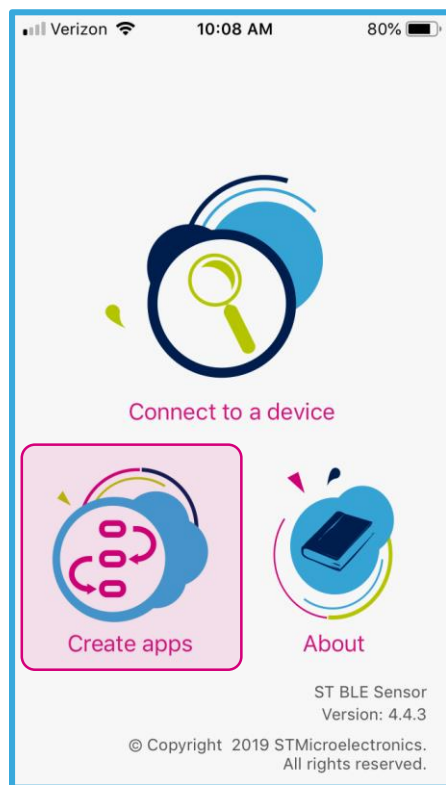 Verizon 10:08 AM 80%
Connect to a device
Create apps About
ST BLE Sensor
Version: 4.4.3
© Copyright 2019 STMicroelectronics.
All rights reserved.